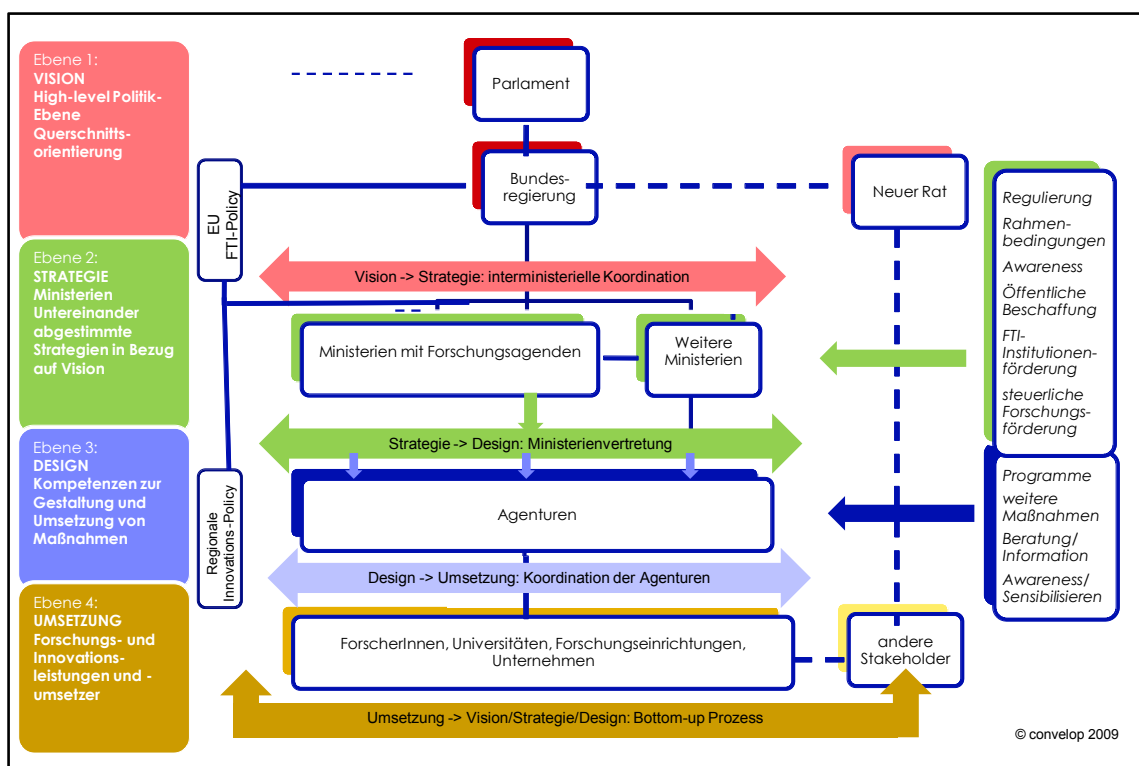 Ebene 1:
VISION
High-level Politik-
Ebene
Querschnitts-
orientierung
Ebene 2:
STRATEGIE
Ministerien
Untereinander
abgestimmte
Strategien in Bezug
auf Vision
Ebene 3:
DESIGN
Kompetenzen zur
Gestaltung und
Umsetzung von
Maßnahmen
Ebene 4:
UMSETZUNG
Forschungs- und
Innovations-
leistungen und -
umsetzer
EU
FTI-Policy
Regionale
Innovations -Policy
Parlament
Bundes-
regierung
Neuer Rat
Vision -> Strategie: interministerielle Koordination
Ministerien mit Forschungsagenden
Weitere
Ministerien
Strategie -> Design: Ministerienvertretung
Agenturen
Design -> Umsetzung: Koordination der Agenturen
ForscherInnen, Universitäten, Forschungseinrichtungen,
Unternehmen
andere
Stakeholder
Umsetzung -> Vision/Strategie/Design: Bottom-up Prozess
Regulierung
Rahmen-
bedingungen
Awareness
Öffentliche
Beschaffung
FTI-
Institutionen-
förderung
steuerliche
Forschungs-
förderung
Programme
weitere
Maßnahmen
Beratung/
Information
Awareness/
Sensibilisieren
© convelop 2009